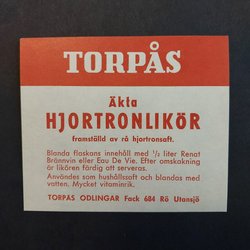 TORPÅS
Äkta
HJORTRONLIKÖR
framställd av rå hjortronsaft.
Blanda flaskans innehåll med ½ liter Renat
Brännvin eller Eau De Vie. Efter omskakning
är likören färdig att serveras.
Användes som hushållssaft och blandas med
vatten. Mycket vitaminrik.
TORPÅS ODLINGAR Fack 684 Rö Utansjö